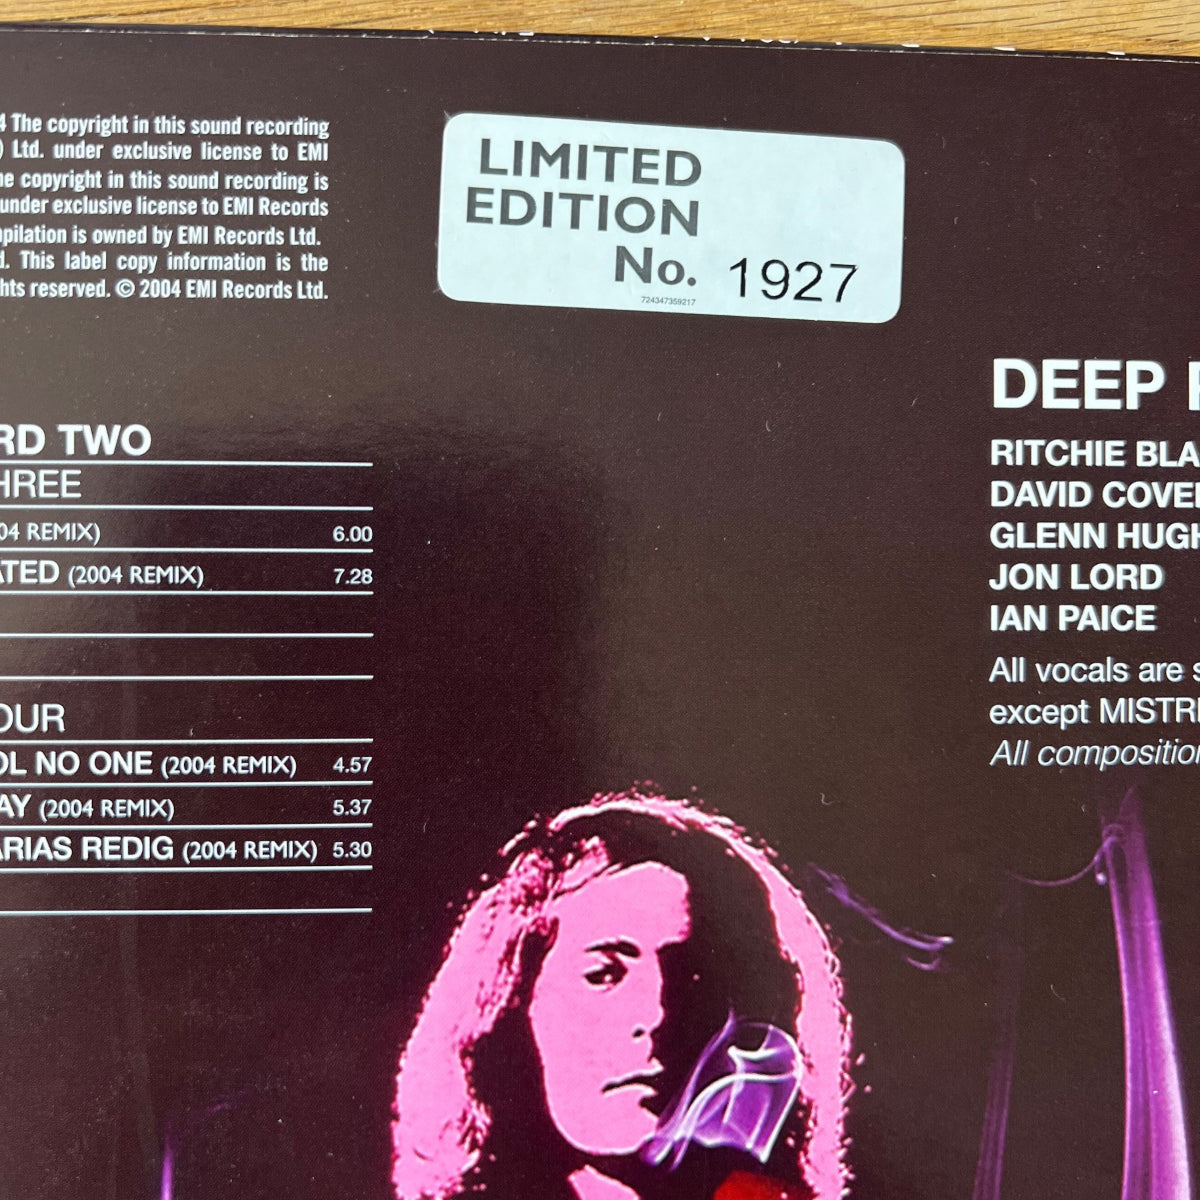 4 The copyright in this sound recording
) Ltd. under exclusive license to EMI
he copyright in this sound recording is
under exclusive license to EMI Records
mpilation is owned by EMI Records Ltd.
d. This label copy information is the
hts reserved. © 2004 EMI Records Ltd.
LIMITED
EDITION
No. 1927
724347359217
RD TWO
HREE
04 REMIX) 6.00
ATED (2004 REMIX) 7.28
OUR
OL NO ONE (2004 REMIX) 4.57
AY (2004 REMIX) 5.37
ARIAS REDIG (2004 REMIX) 5.30
DEEP
RITCHIE BLA
DAVID COVE
GLENN HUGH
JON LORD
IAN PAICE
All vocals are s
except MISTR
All composition